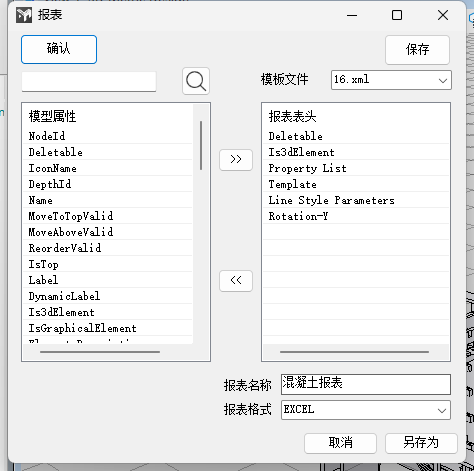 报表
确认
保存
模板文件
16.xml
模型属性
NodeId
Deletable
IconName
DepthId
Name
MoveToTopValid
MoveAboveValid
ReorderValid
IsTop
Label
DynamicLabel
Is3dElement
IsGraphicalElement
>>
<<
报表表头
Deletable
Is3dElement
Property List
Template
Line Style Parameters
Rotation-Y
报表名称
混凝土报表
报表格式
EXCEL
取消
另存为